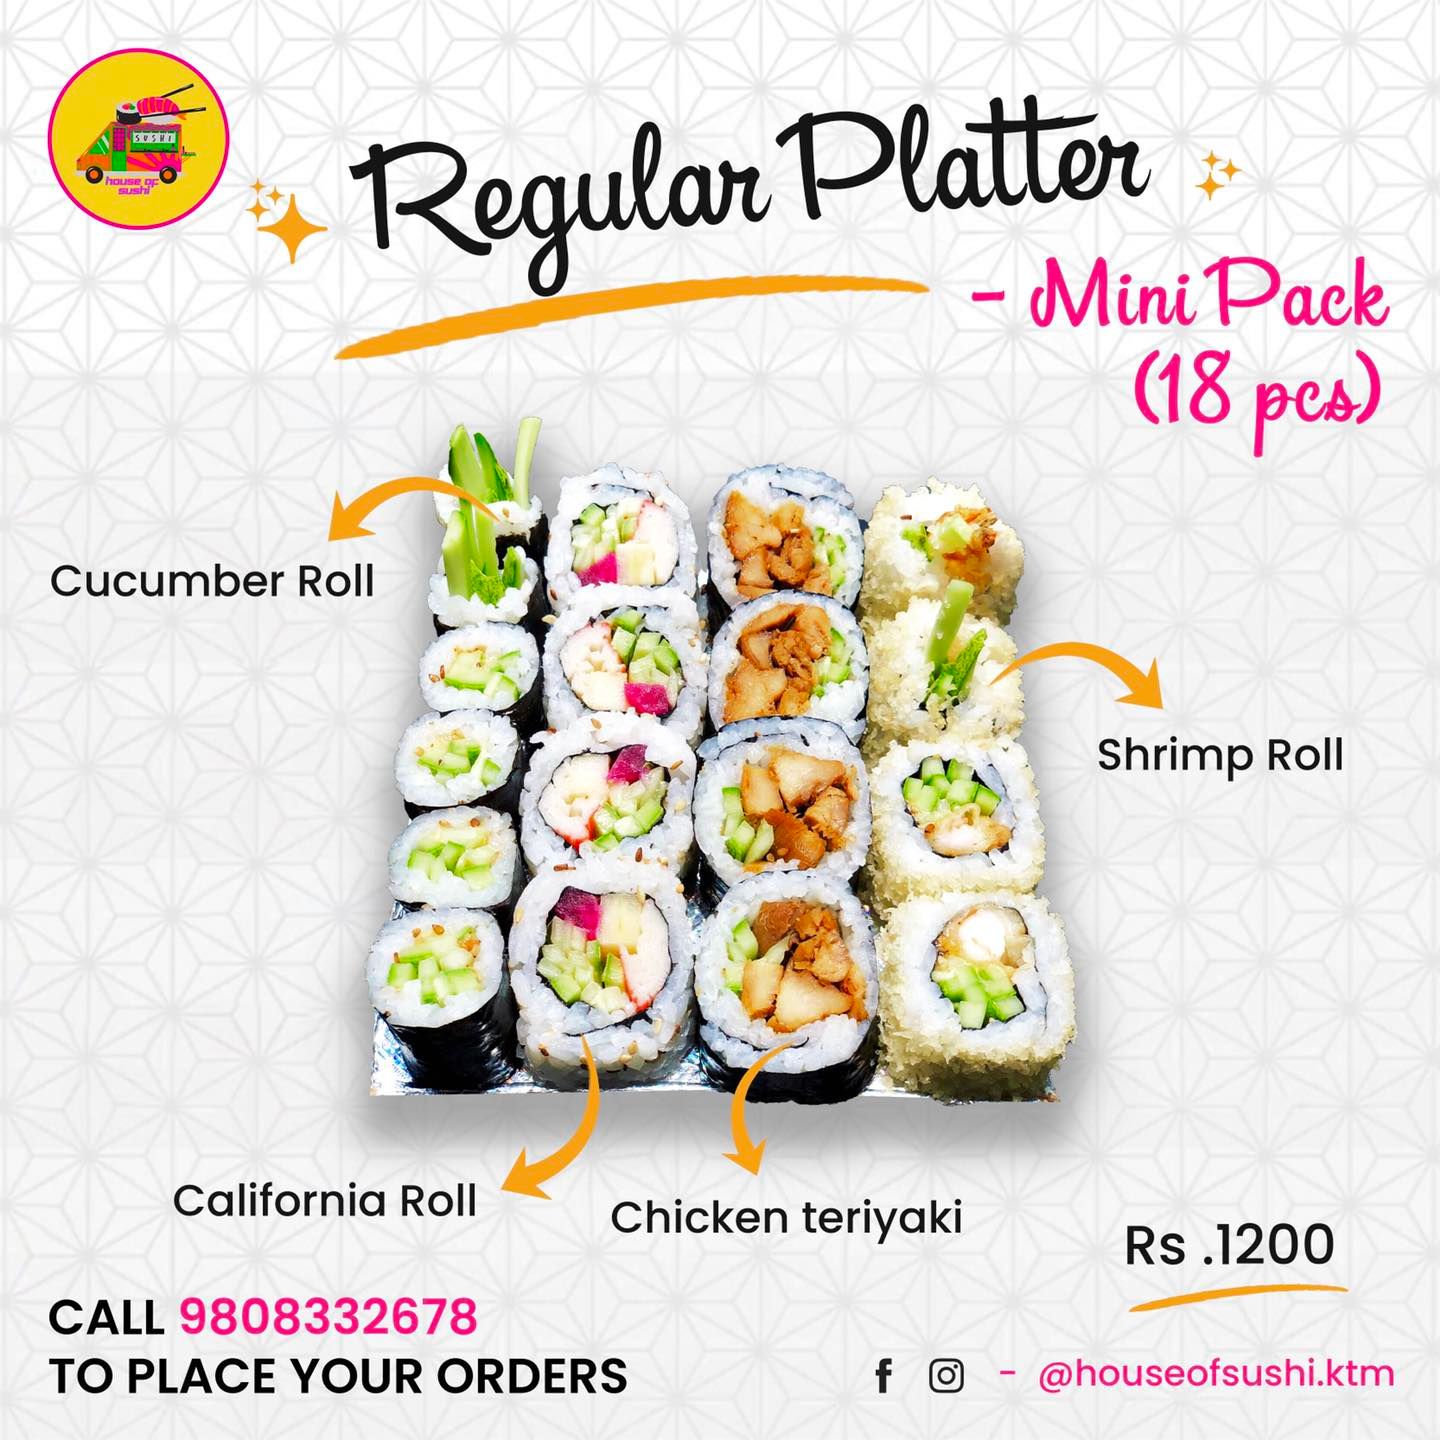 SUSHI
house of
sushi
Regular Platter
- Mini Pack
(18 pcs)
Cucumber Roll
Shrimp Roll
California Roll
Chicken teriyaki
Rs .1200
CALL 9808332678
TO PLACE YOUR ORDERS
- @houseofsushi.ktm